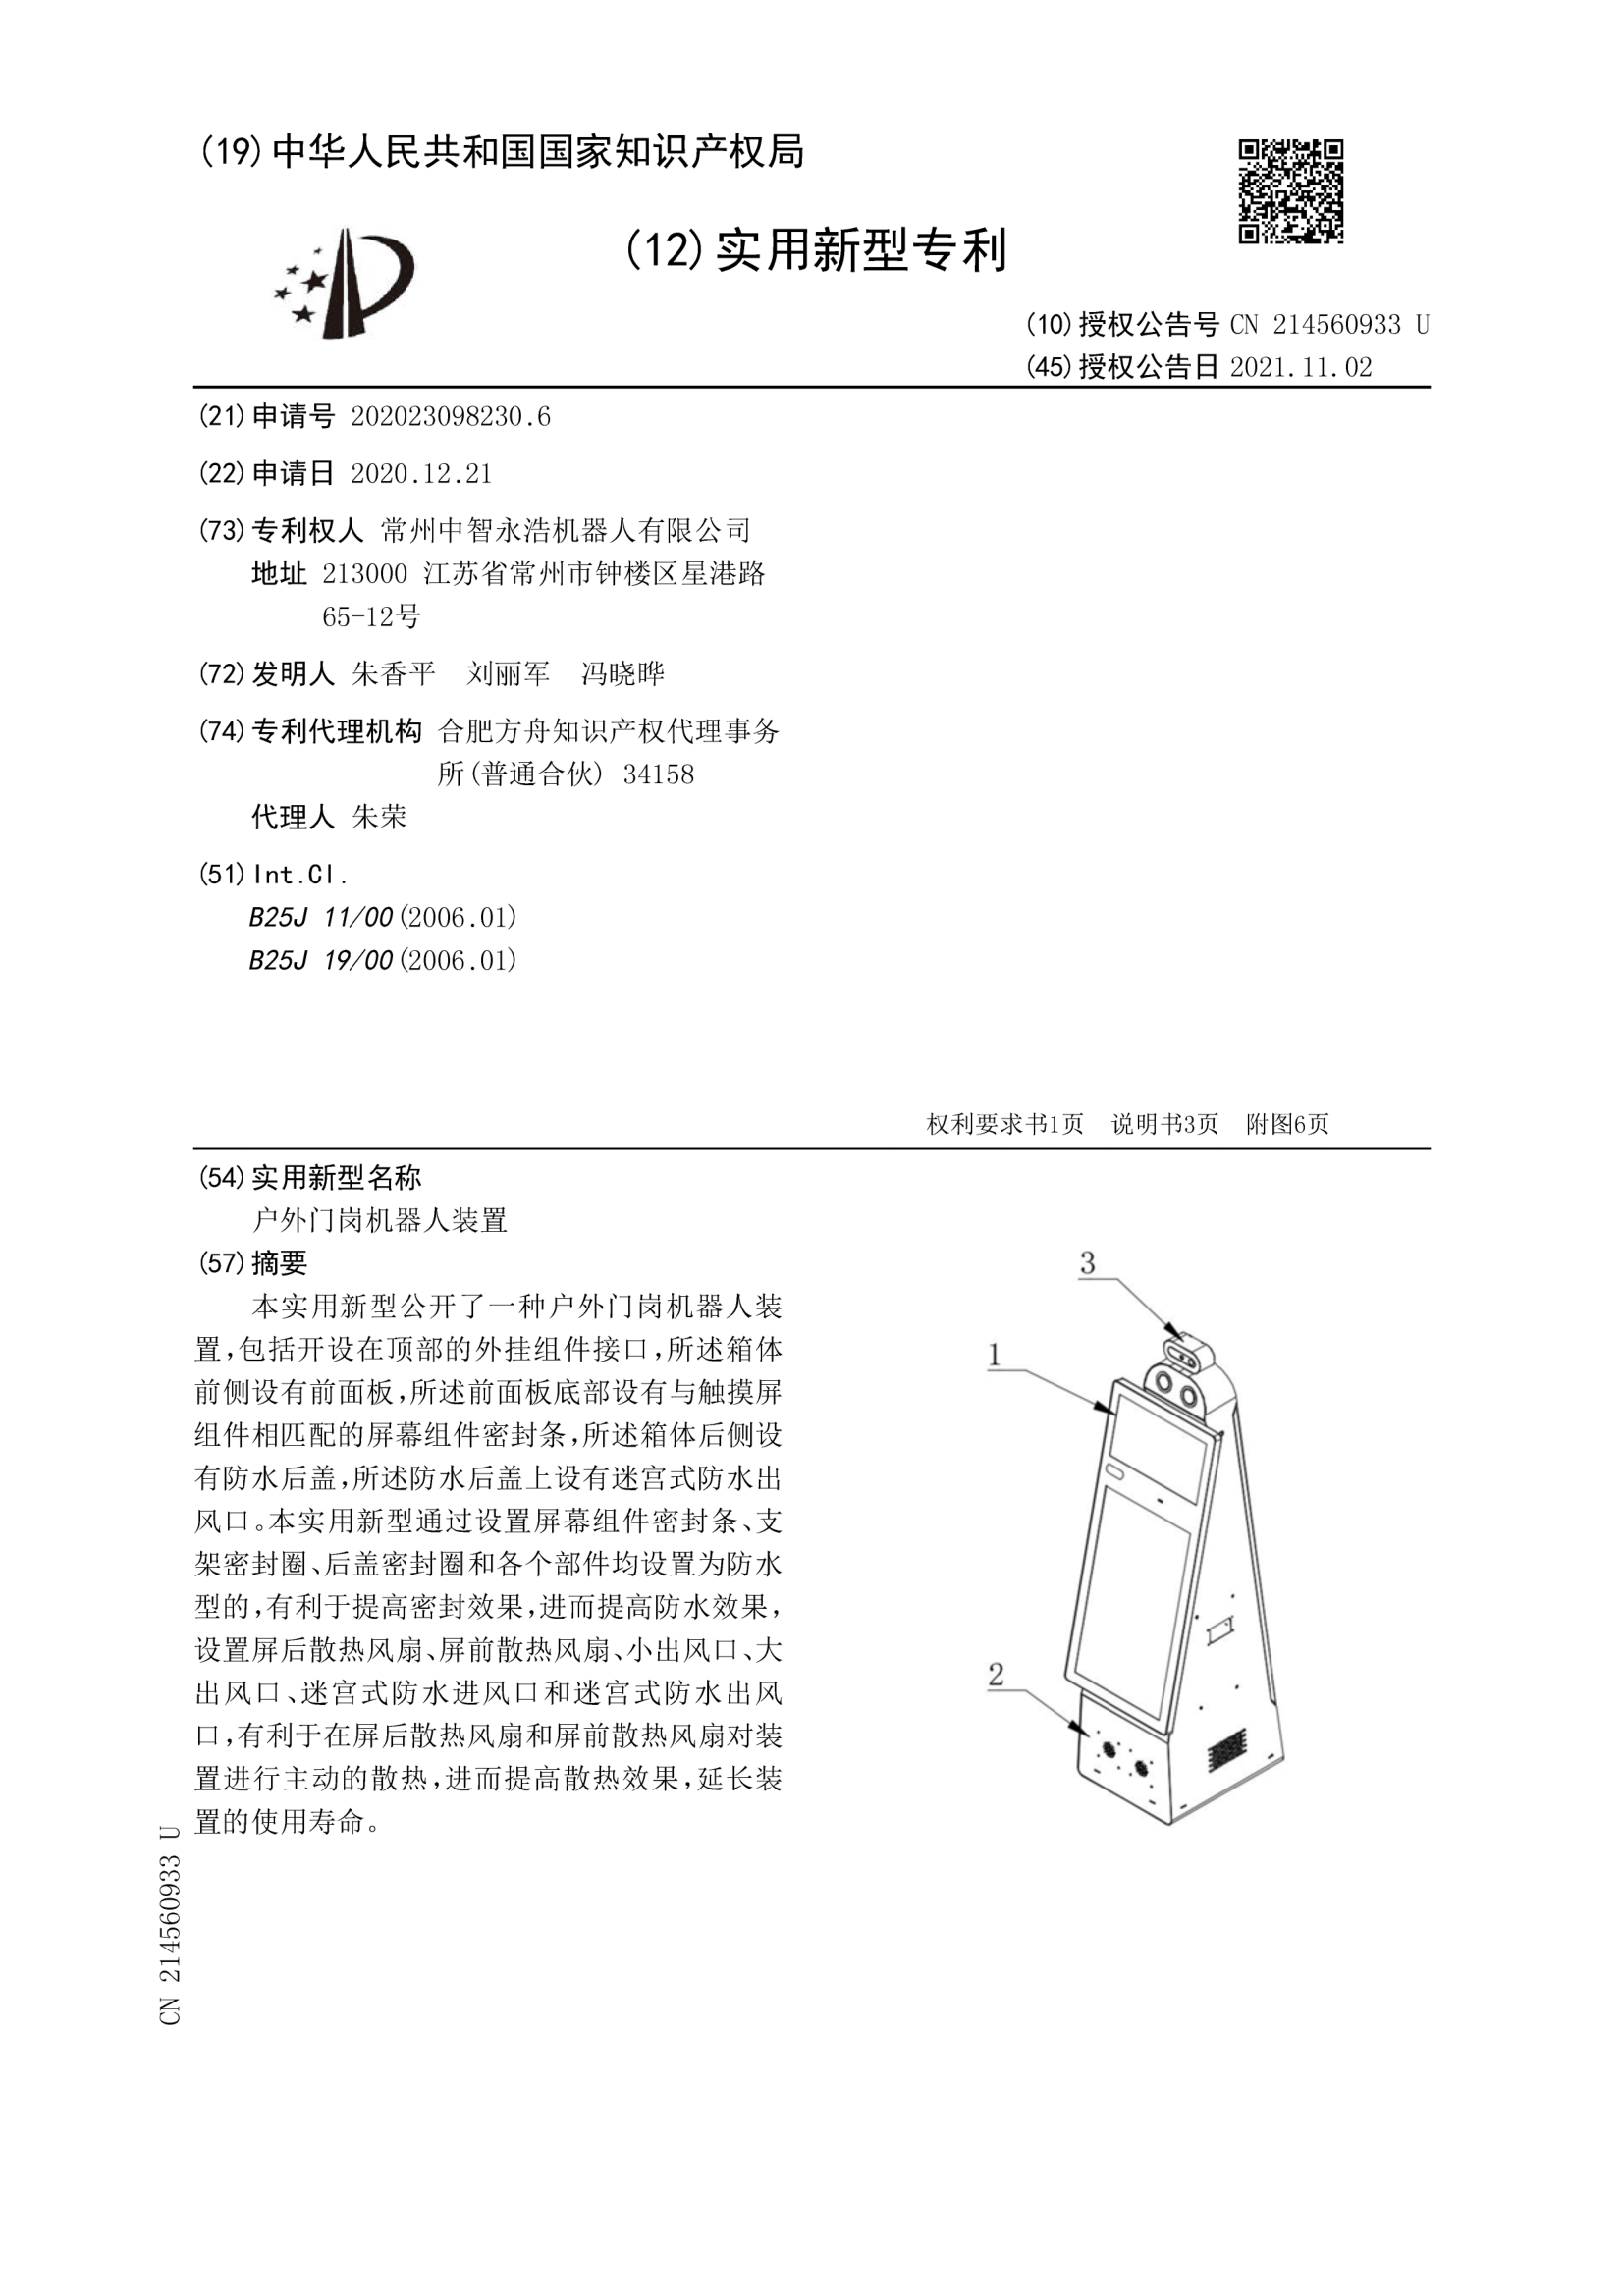 (19)中华人民共和国国家知识产权局
(12)实用新型专利
(10)授权公告号 CN 214560933 U
(45)授权公告日 2021.11.02
(21)申请号 202023098230.6
(22)申请日 2020.12.21
(73)专利权人 常州中智永浩机器人有限公司
地址 213000 江苏省常州市钟楼区星港路
65-12号
(72)发明人 朱香平 刘丽军 冯晓晔
(74)专利代理机构 合肥方舟知识产权代理事务
所(普通合伙) 34158
代理人 朱荣
(51)Int.Cl.
B25J 11/00(2006.01)
B25J 19/00(2006.01)
权利要求书1页 说明书3页 附图6页
(54)实用新型名称
户外门岗机器人装置
(57)摘要
本实用新型公开了一种户外门岗机器人装
置,包括开设在顶部的外挂组件接口,所述箱体
前侧设有前面板,所述前面板底部设有与触摸屏
组件相匹配的屏幕组件密封条,所述箱体后侧设
有防水后盖,所述防水后盖上设有迷宫式防水出
风口。本实用新型通过设置屏幕组件密封条、支
架密封圈、后盖密封圈和各个部件均设置为防水
型的,有利于提高密封效果,进而提高防水效果,
设置屏后散热风扇、屏前散热风扇、小出风口、大
出风口、迷宫式防水进风口和迷宫式防水出风
口,有利于在屏后散热风扇和屏前散热风扇对装
置进行主动的散热,进而提高散热效果,延长装
置的使用寿命。
3
1
2
CN 214560933 U